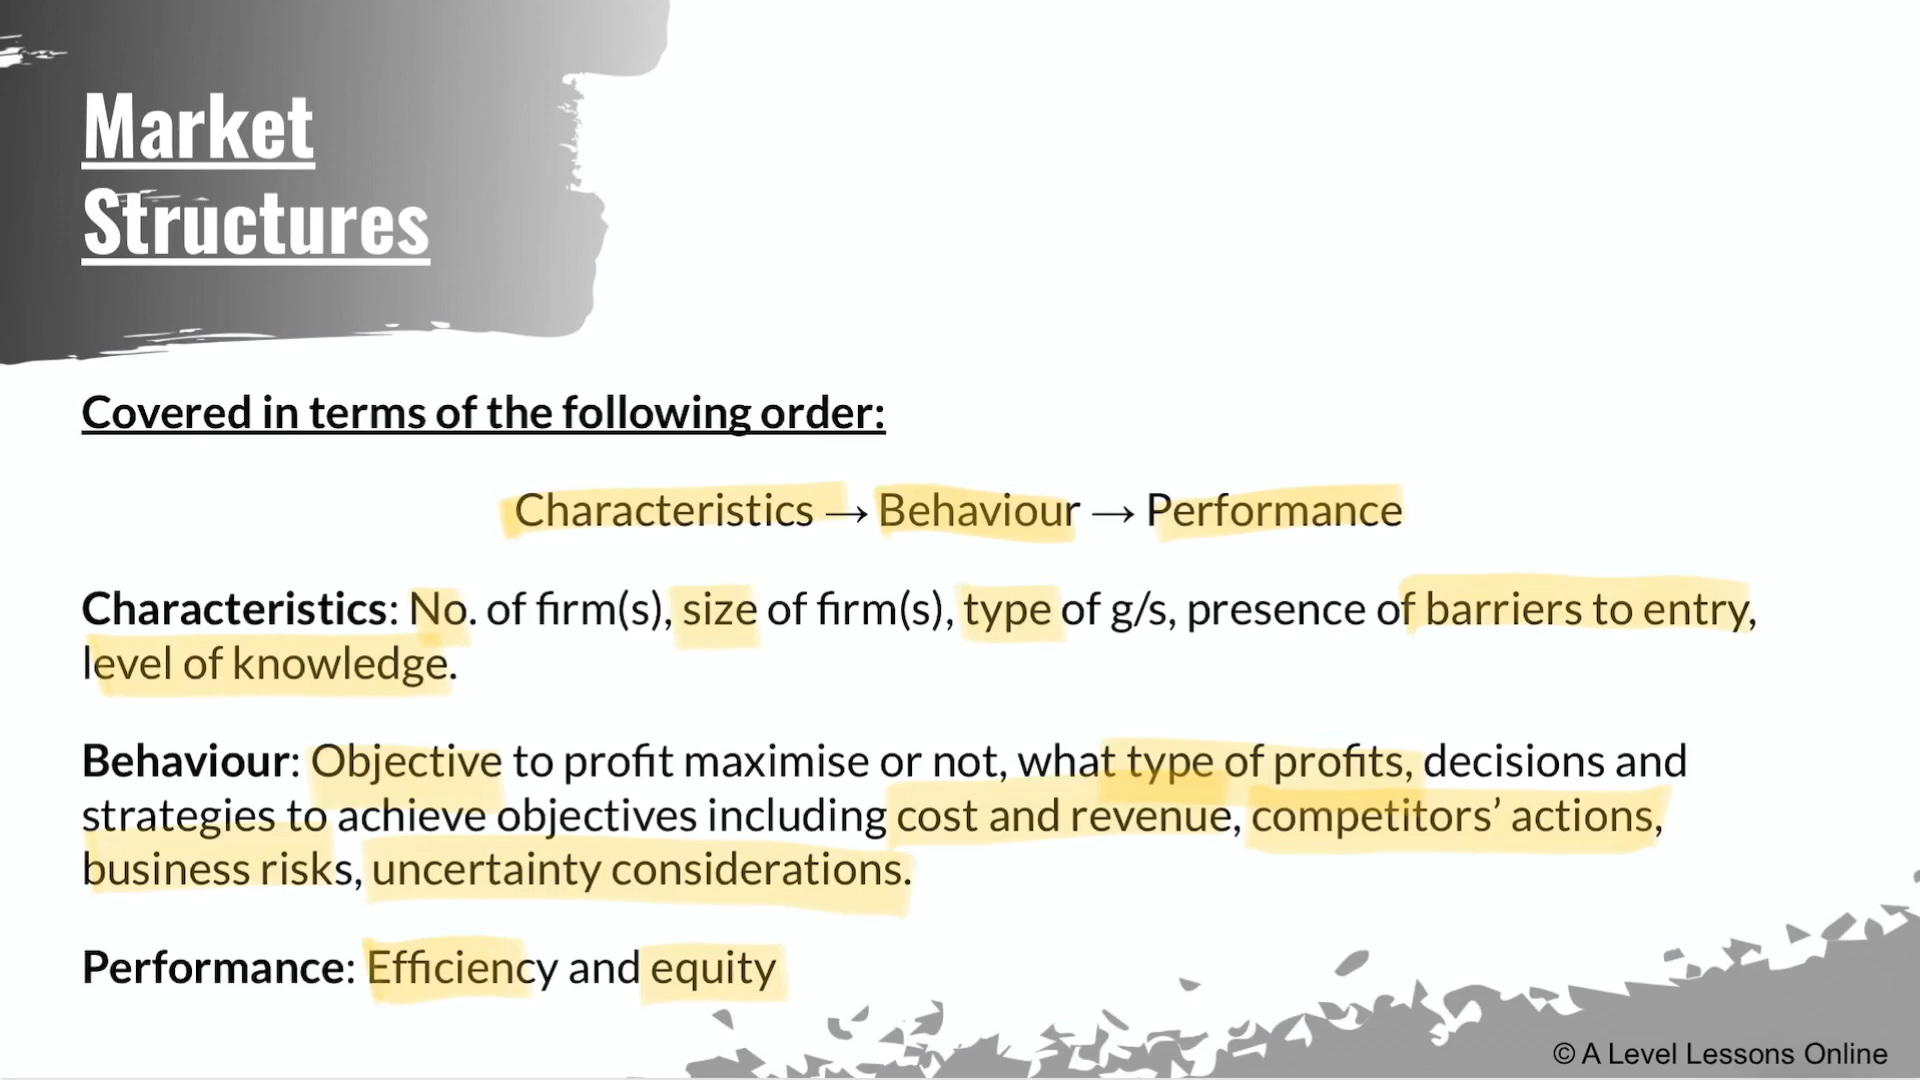 Market
Structures
Covered in terms of the following order:
Characteristics → Behaviour → Performance
Characteristics: No. of firm(s), size of firm(s), type of g/s, presence of barriers to entry,
level of knowledge.
Behaviour: Objective to profit maximise or not, what type of profits, decisions and
strategies to achieve objectives including cost and revenue, competitors’ actions,
business risks, uncertainty considerations.
Performance: Efficiency and equity
© A Level Lessons Online